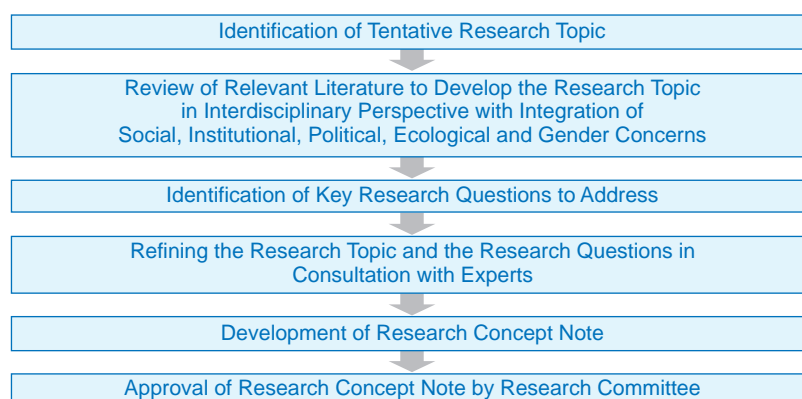 Identification of Tentative Research Topic
Review of Relevant Literature to Develop the Research Topic
in Interdisciplinary Perspective with Integration of
Social, Institutional, Political, Ecological and Gender Concerns
Identification of Key Research Questions to Address
Refining the Research Topic and the Research Questions in
Consultation with Experts
Development of Research Concept Note
Approval of Research Concept Note by Research Committee